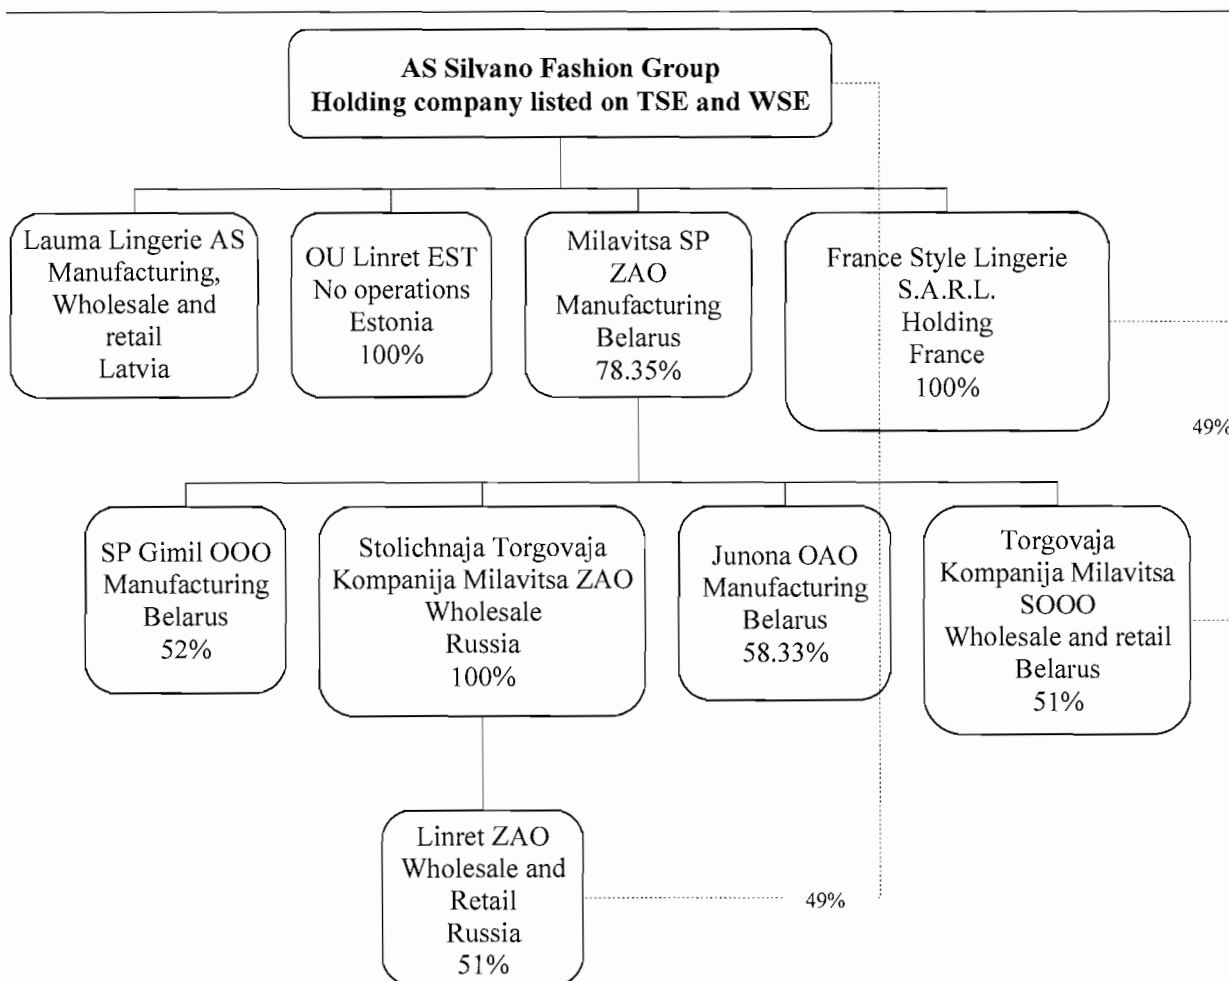 AS Silvano Fashion Group
Holding company listed on TSE and WSE
Lauma Lingerie AS
Manufacturing,
Wholesale and
retail
Latvia
OU Linret EST
No operations
Estonia
100%
Milavitsa SP
ZAO
Manufacturing
Belarus
78.35%
France Style Lingerie
S.A.R.L.
Holding
France
100%
49%
SP Gimil OOO
Manufacturing
Belarus
52%
Stolichnaja Torgovaja
Kompanija Milavitsa ZAO
Wholesale
Russia
100%
Junona OAO
Manufacturing
Belarus
58.33%
Torgovaja
Kompanija Milavitsa
SOOO
Wholesale and retail
Belarus
51%
Linret ZAO
Wholesale and
Retail
Russia
51%
49%